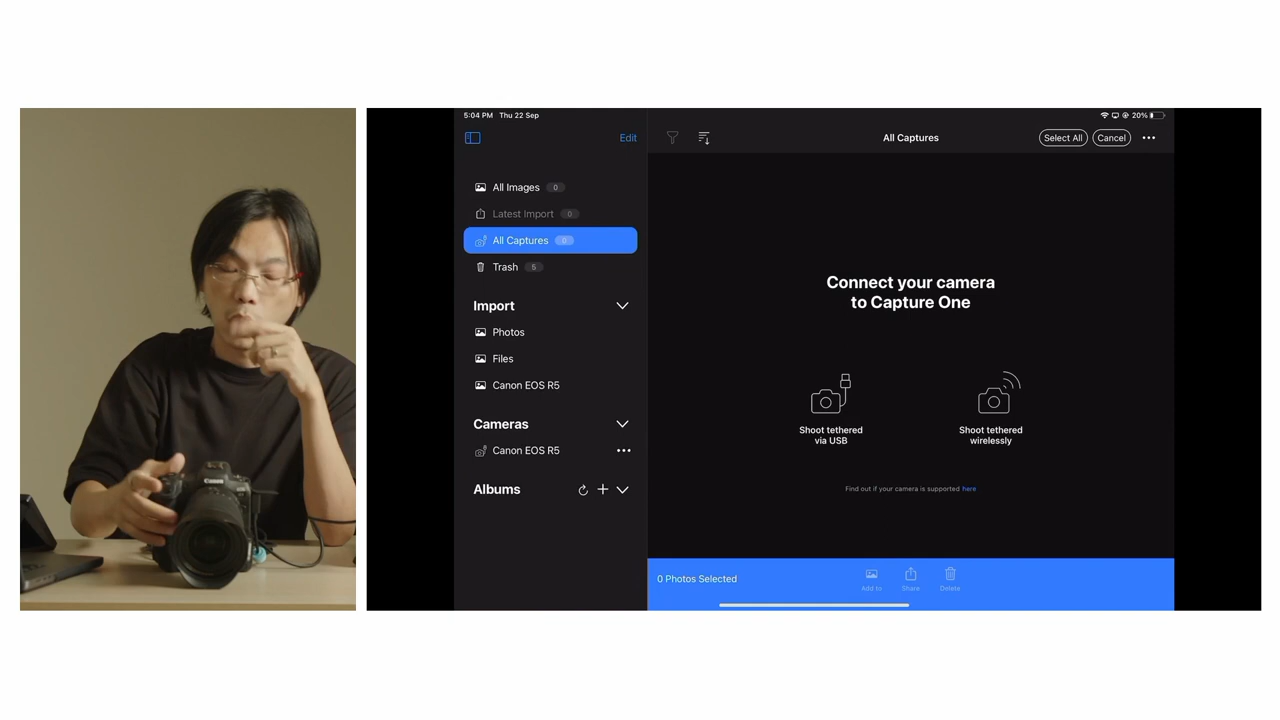 Canon
5:04 PM Thu 22 Sep
20%
Edit
All Captures
Select All
Cancel
All Images 0
Latest Import 0
All Captures 0
Trash 5
Import
Photos
Files
Canon EOS R5
Cameras
Canon EOS R5
Albums
Connect your camera
to Capture One
Shoot tethered
via USB
Shoot tethered
wirelessly
Find out if your camera is supported here
0 Photos Selected
Add to
Share
Delete